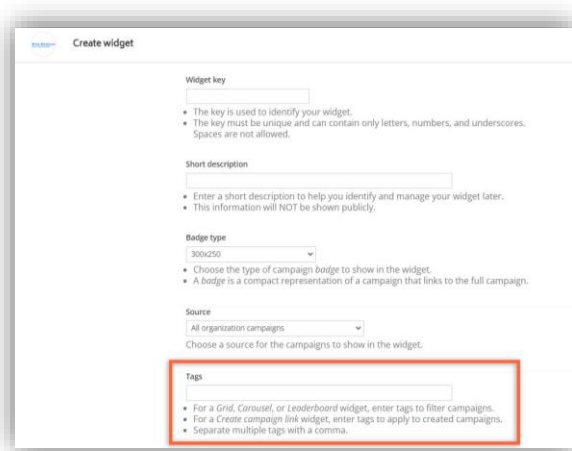 Create widget
Widget key
• The key is used to identify your widget.
• The key must be unique and can contain only letters, numbers, and underscores.
Spaces are not allowed.
Short description
• Enter a short description to help you identify and manage your widget later.
• This information will NOT be shown publicly.
Badge type
300x250
• Choose the type of campaign badge to show in the widget.
• A badge is a compact representation of a campaign that links to the full campaign.
Source
All organization campaigns
Choose a source for the campaigns to show in the widget.
Tags
• For a Grid, Carousel, or Leaderboard widget, enter tags to filter campaigns.
• For a Create campaign link widget, enter tags to apply to created campaigns.
• Separate multiple tags with a comma.